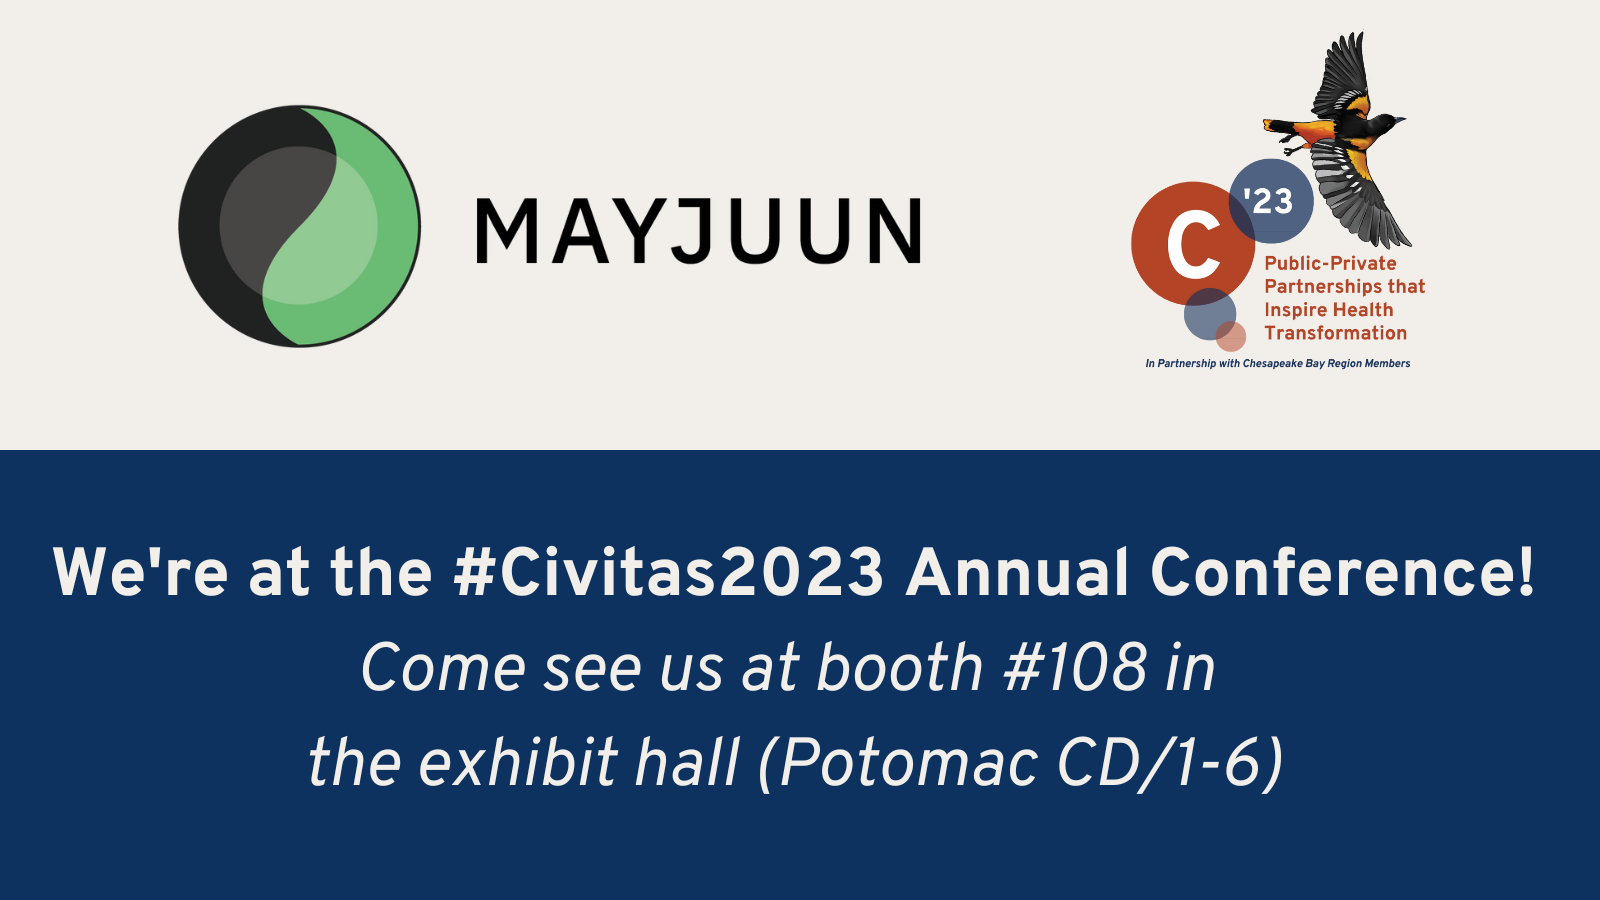 MAYJUUN
C
'23
Public-Private
Partnerships that
Inspire Health
Transformation
In Partnership with Chesapeake Bay Region Members
We're at the #Civitas2023 Annual Conference!
Come see us at booth #108 in
the exhibit hall (Potomac CD/1-6)